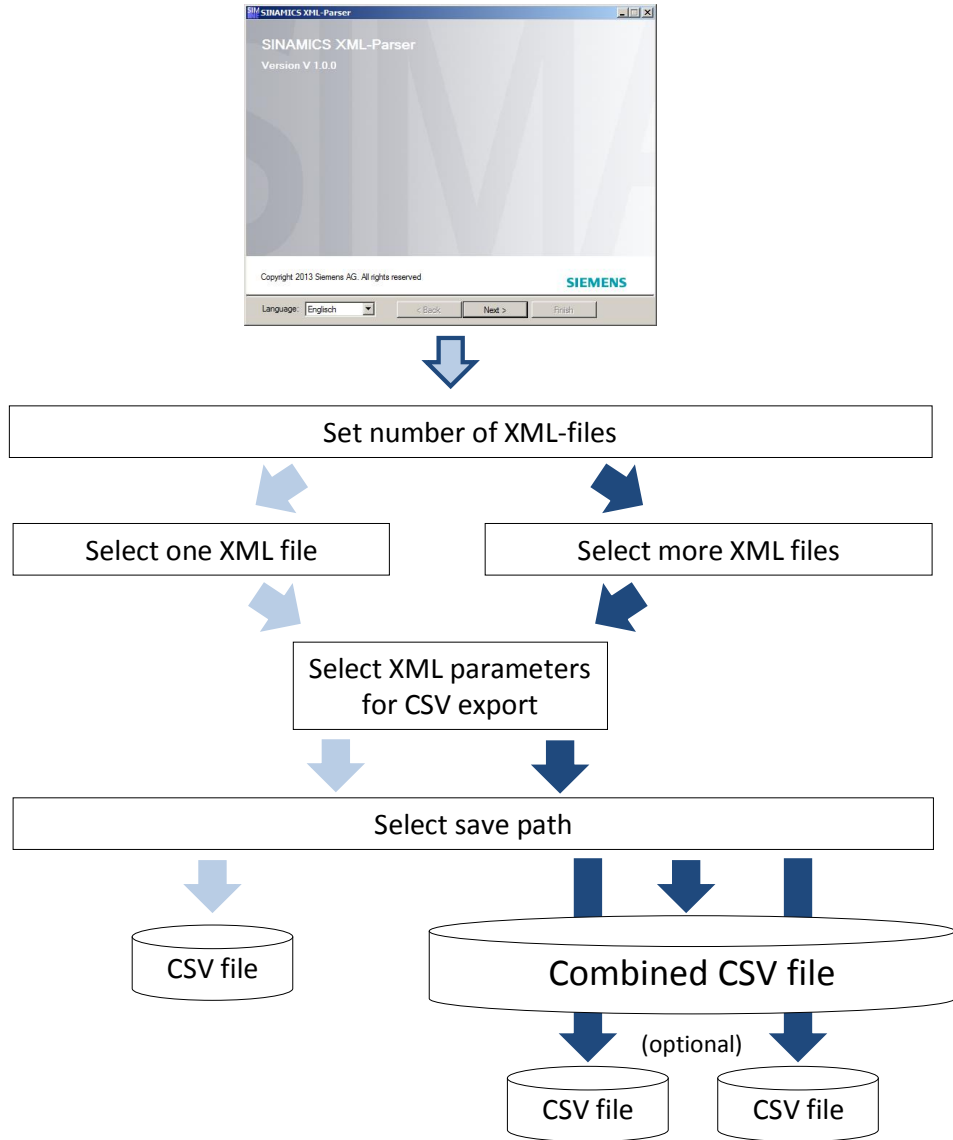 SIM SINAMICS XML-Parser
SINAMICS XML-Parser
Version V 1.0.0
SIMA
Copyright 2013 Siemens AG. All rights reserved
SIEMENS
Language: Englisch < Back Next > Finish
Set number of XML-files
Select one XML file
Select more XML files
Select XML parameters
for CSV export
Select save path
CSV file
Combined CSV file
(optional)
CSV file
CSV file